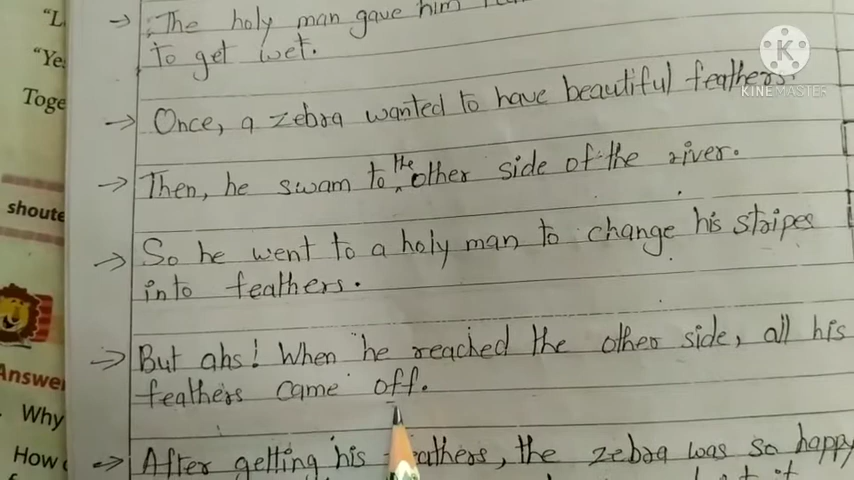 "L
"Ye
Toge
shoute
Answe
Why
How
→ The holy man gave him
to get wet.
→ Once, a zebra wanted to have beautiful feathers.
→ Then, he swam to the other side of the river.
→ So he went to a holy man to change his stripes
into feathers.
→ But ahs! When he reached the other side, all his
feathers came off.
→ After getting his feathers, the zebra was so happy
K
KINEMASTER